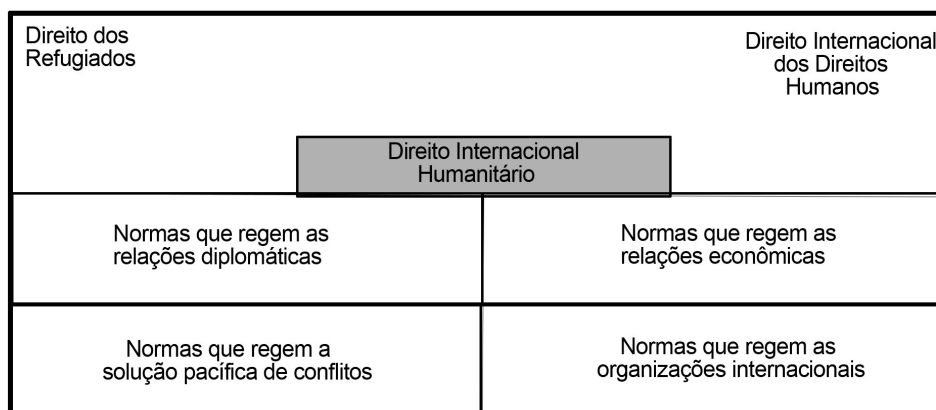 Direito dos
Refugiados
Direito Internacional
dos Direitos
Humanos
Direito Internacional
Humanitário
Normas que regem as
relações diplomáticas
Normas que regem as
relações econômicas
Normas que regem a
solução pacífica de conflitos
Normas que regem as
organizações internacionais